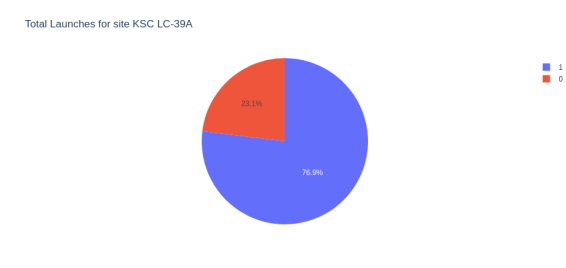 Total Launches for site KSC LC-39A
1
0
23.1%
76.9%